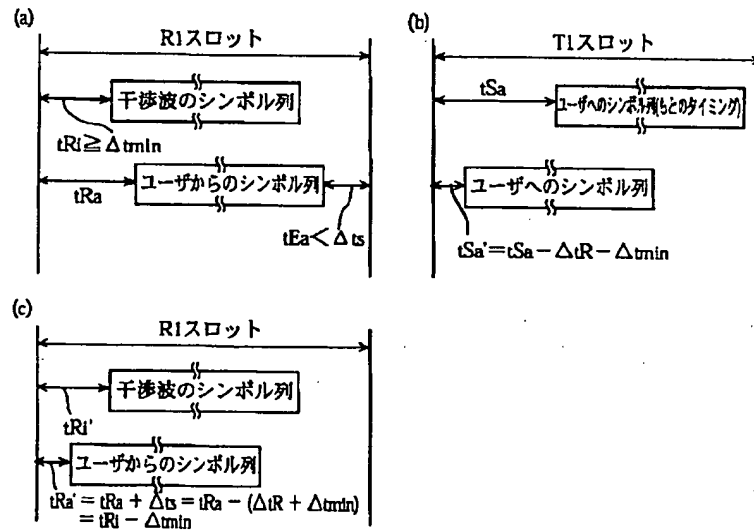 (a)
R1スロット
干渉波のシンボル列
tRi≧Δtmin
tRa
ユーザからのシンボル列
tEa<Δts
(b)
T1スロット
tSa
ユーザへのシンボル列(もとのタイミング)
ユーザへのシンボル列
tSa'=tSa−ΔtR−Δtmin
(c)
R1スロット
干渉波のシンボル列
tRi'
ユーザからのシンボル列
tRa'= tRa + Δts = tRa − (ΔtR + Δtmin)
= tRi − Δtmin